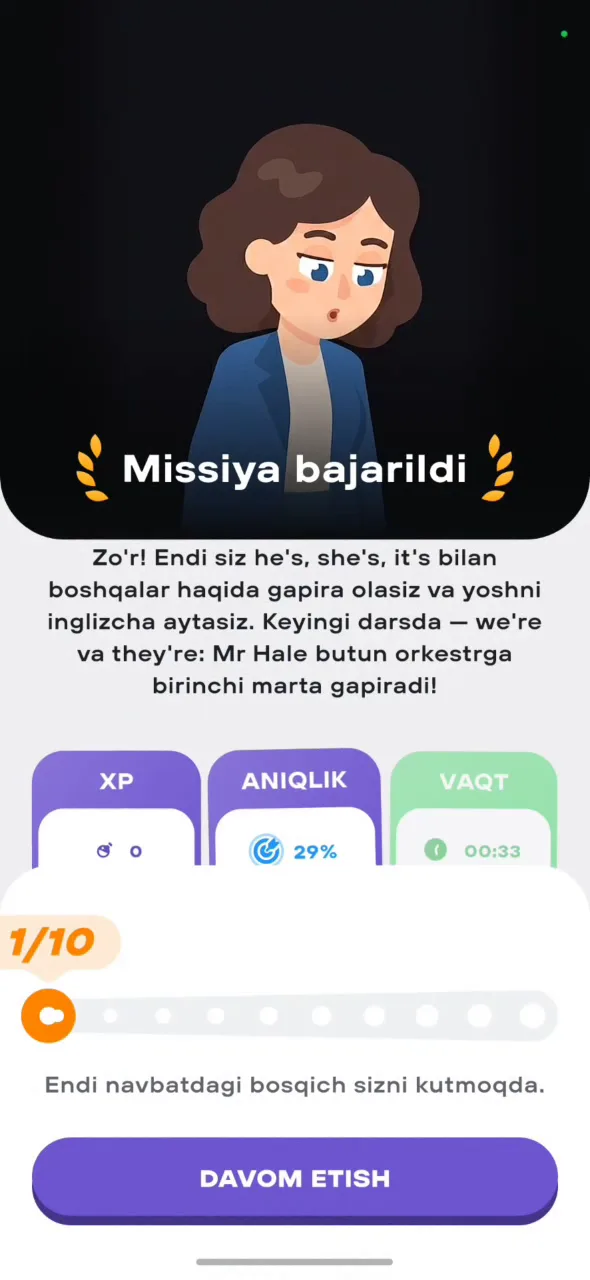 Missiya bajarildi
Zo'r! Endi siz he's, she's, it's bilan
boshqalar haqida gapira olasiz va yoshni
inglizcha aytasiz. Keyingi darsda — we're
va they're: Mr Hale butun orkestrga
birinchi marta gapiradi!
XP ANIQLIK VAQT
0 29% 00:33
1/10
Endi navbatdagi bosqich sizni kutmoqda.
DAVOM ETISH